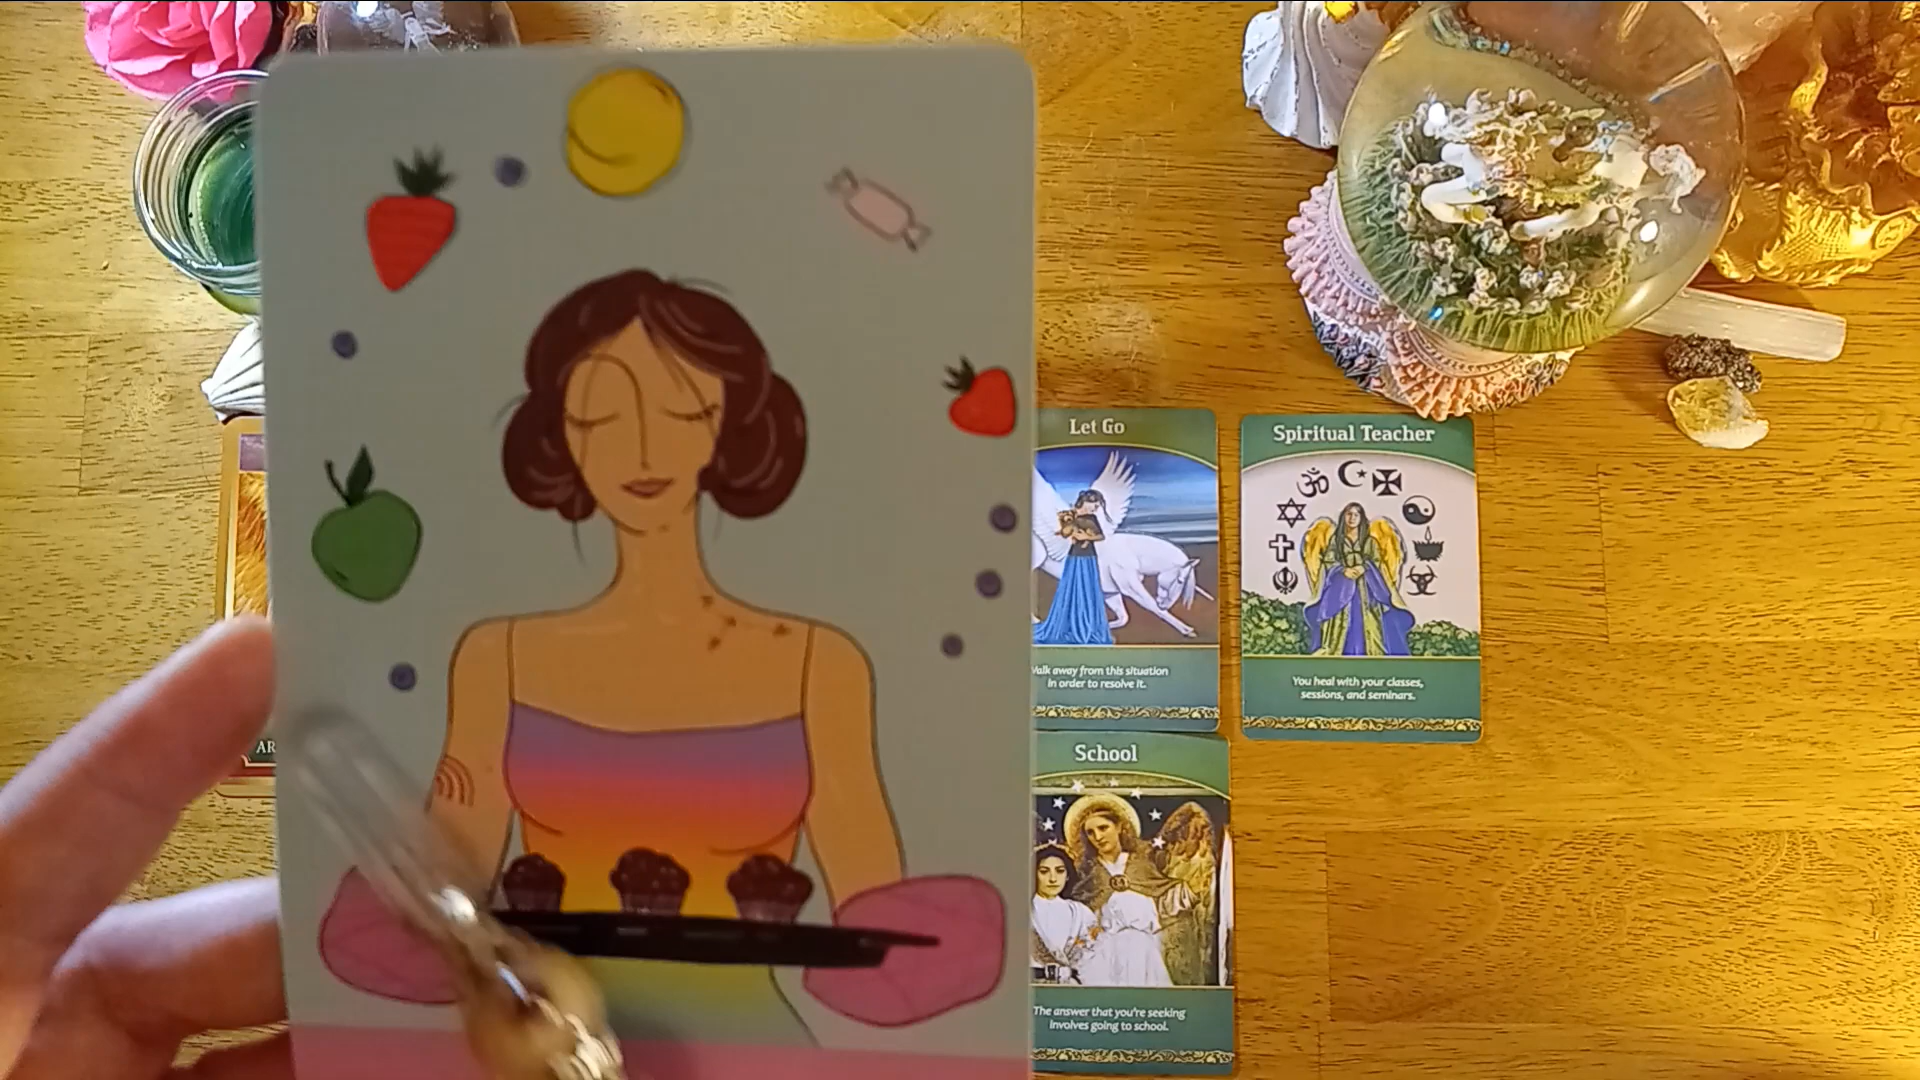 Let Go
Spiritual Teacher
walk away from this situation
in order to resolve it.
You heal with your classes,
sessions, and seminars.
AR
School
The answer that you're seeking
involves going to school.